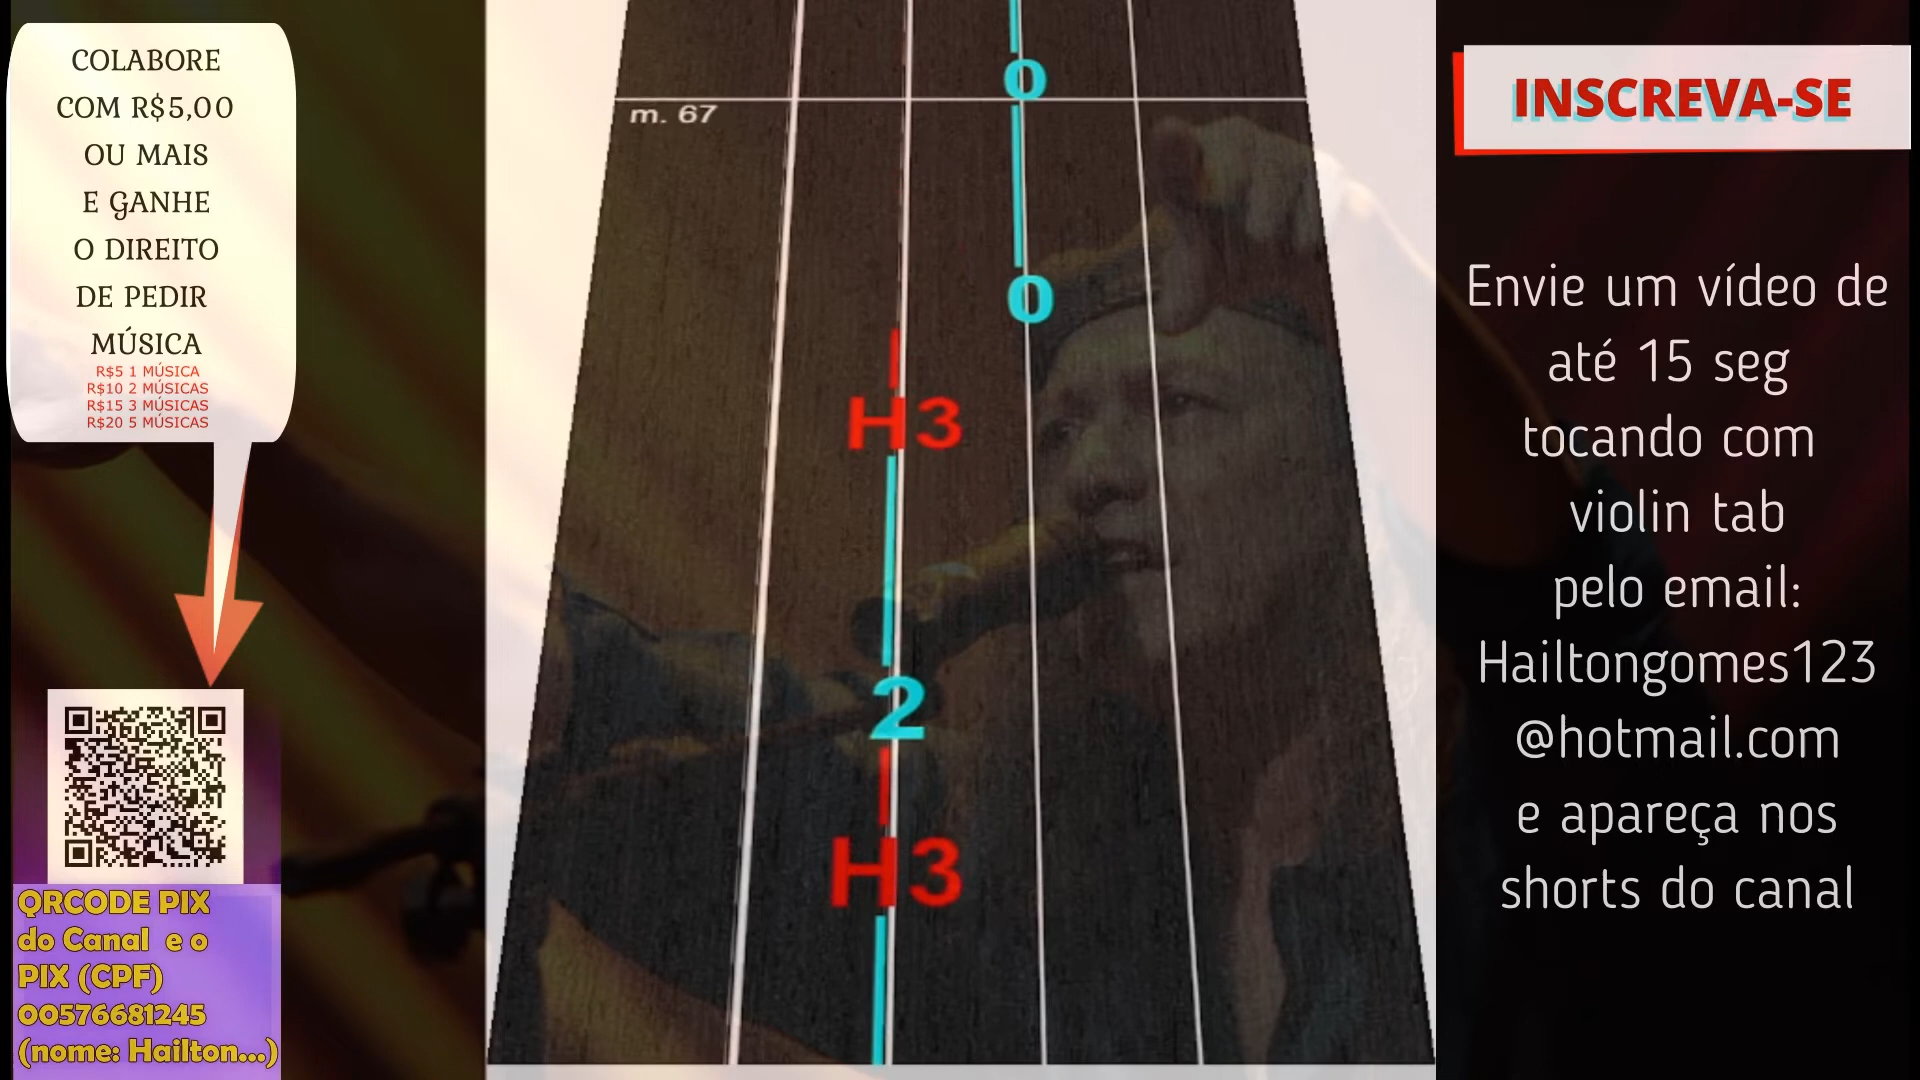 COLABORE
COM R$5,00
OU MAIS
E GANHE
O DIREITO
DE PEDIR
MÚSICA
R$5 1 MÚSICA
R$10 2 MÚSICAS
R$15 3 MÚSICAS
R$20 5 MÚSICAS
QRCODE PIX
do Canal e o
PIX (CPF)
00576681245
(nome: Hailton...)
0
m. 67
0
H3
2
H3
INSCREVA-SE
Envie um vídeo de
até 15 seg
tocando com
violin tab
pelo email:
Hailtongomes123
@hotmail.com
e apareça nos
shorts do canal